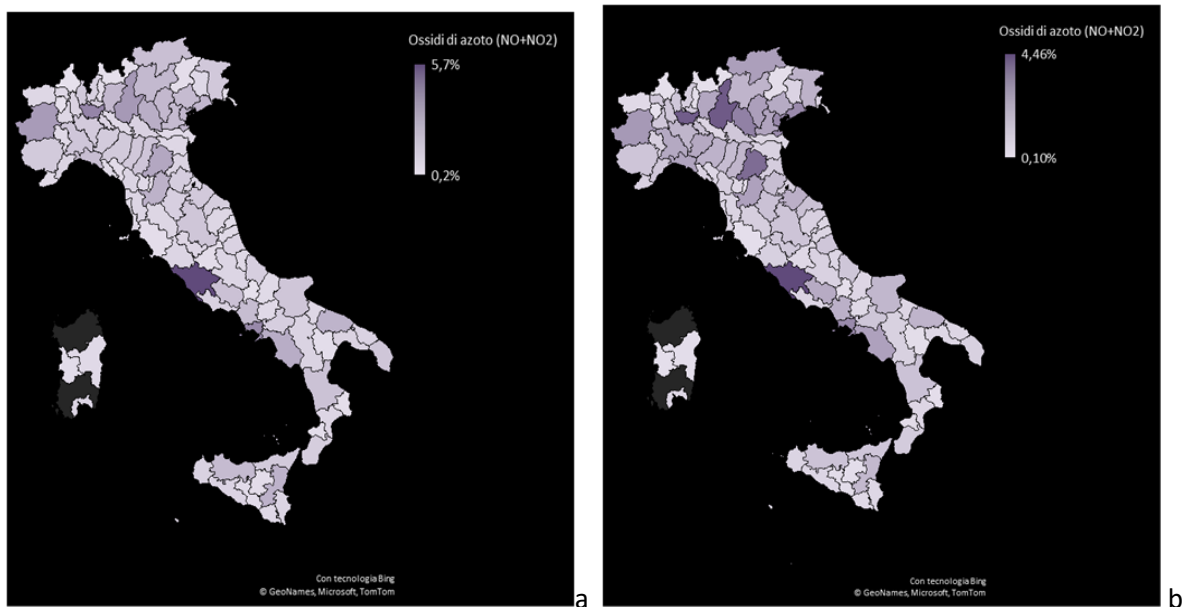 Ossidi di azoto (NO+NO2)
5,7%
0,2%
Con tecnologia Bing
© GeoNames, Microsoft, TomTom
a
Ossidi di azoto (NO+NO2)
4,46%
0,10%
Con tecnologia Bing
© GeoNames, Microsoft, TomTom
b